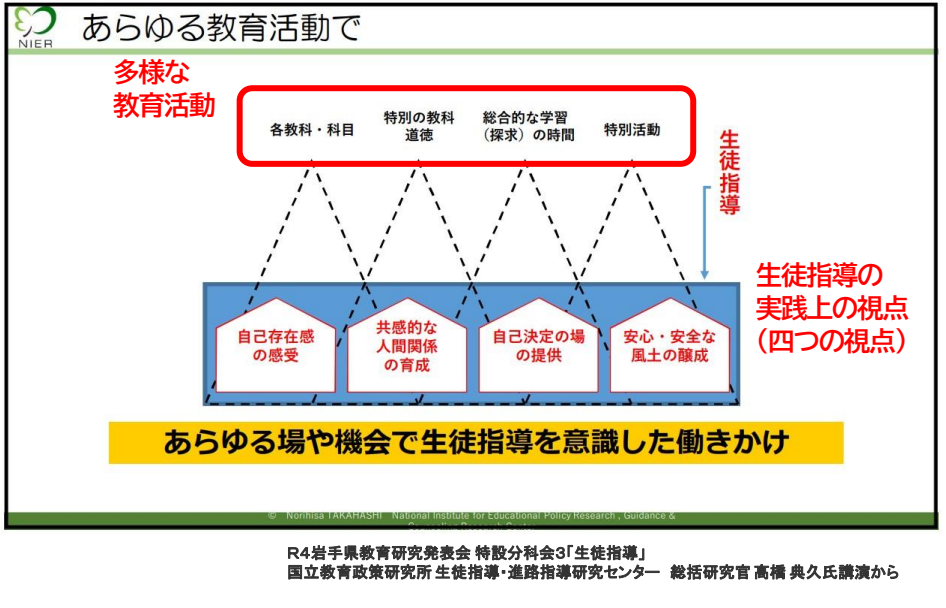 NIER
あらゆる教育活動で
多様な
教育活動
各教科・科目
特別の教科
道徳
総合的な学習
（探求）の時間
特別活動
生徒指導
生徒指導の
実践上の視点
（四つの視点）
自己存在感
の感受
共感的な
人間関係
の育成
自己決定の場
の提供
安心・安全な
風土の醸成
あらゆる場や機会で生徒指導を意識した働きかけ
© Norihisa TAKAHASHI National Institute for Educational Policy Research , Guidance &
Counseling Research Center
R4岩手県教育研究発表会 特設分科会3「生徒指導」
国立教育政策研究所 生徒指導・進路指導研究センター 総括研究官 髙橋 典久氏講演から